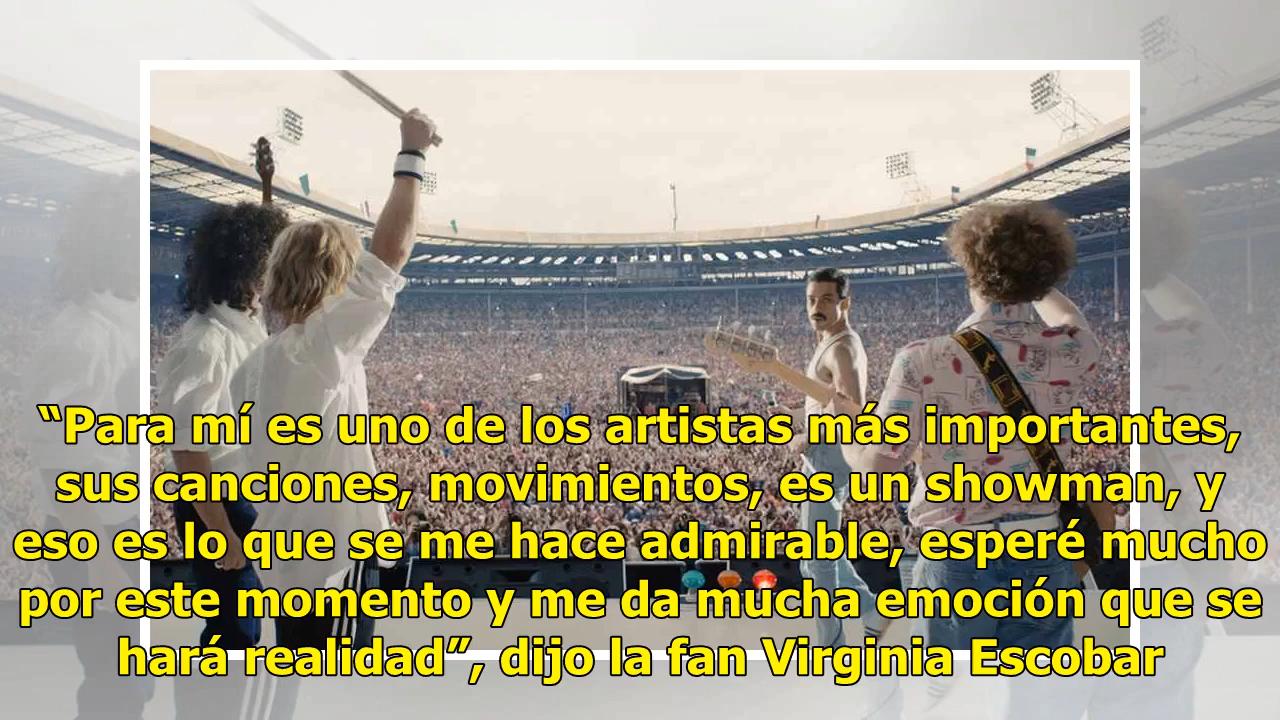 “Para mí es uno de los artistas más importantes,
sus canciones, movimientos, es un showman, y
eso es lo que se me hace admirable, esperé mucho
por este momento y me da mucha emoción que se
hará realidad”, dijo la fan Virginia Escobar